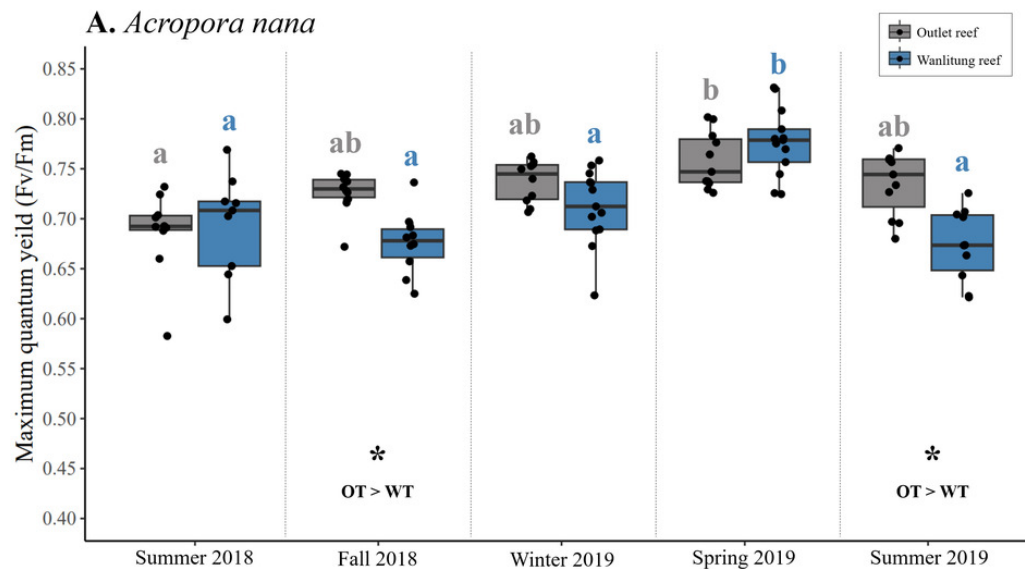 A. Acropora nana
Outlet reef
Wanlitung reef
Maximum quantum yeild (Fv/Fm)
0.85
0.80
0.75
0.70
0.65
0.60
0.55
0.50
0.45
0.40
a
a
ab
a
ab
a
b
b
ab
a
*
OT > WT
*
OT > WT
Summer 2018
Fall 2018
Winter 2019
Spring 2019
Summer 2019